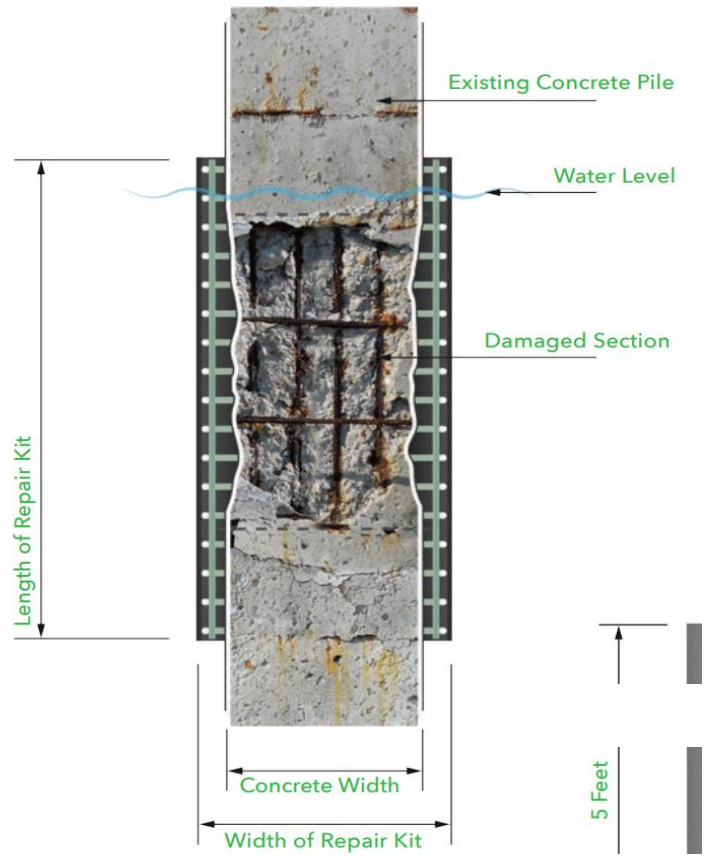 Existing Concrete Pile
Water Level
Damaged Section
Length of Repair Kit
5 Feet
Concrete Width
Width of Repair Kit